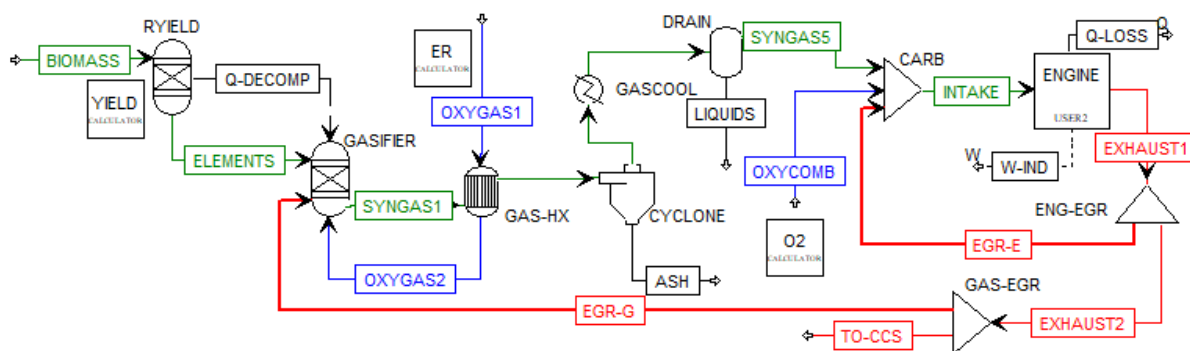 RYIELD
BIOMASS
YIELD
CALCULATOR
Q-DECOMP
ELEMENTS
GASIFIER
SYNGAS1
OXYGAS2
ER
CALCULATOR
OXYGAS1
GAS-HX
GASCOOL
CYCLONE
ASH
DRAIN
SYNGAS5
LIQUIDS
OXYCOMB
O2
CALCULATOR
CARB
INTAKE
Q-LOSS
Q
ENGINE
USER2
W
W-IND
EXHAUST1
ENG-EGR
EGR-E
GAS-EGR
EGR-G
EXHAUST2
TO-CCS